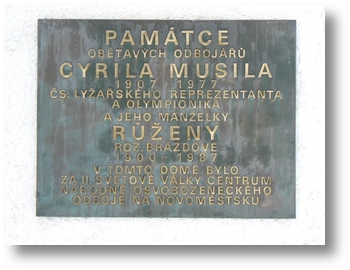 PAMÁTCE
OBĚTAVÝCH ODBOJÁŘŮ
CYRILA MUSILA
1907 - 1977
ČS. LYŽAŘSKÉHO REPREZENTANTA
A OLYMPIONIKA
A JEHO MANŽELKY
RŮŽENY
ROZ. BRAZDOVÉ
1900 - 1987
V TOMTO DOMĚ BYLO
ZA II. SVĚTOVÉ VÁLKY CENTRUM
NÁRODNĚ OSVOBOZENECKÉHO
ODBOJE NA NOVOMĚSTSKU